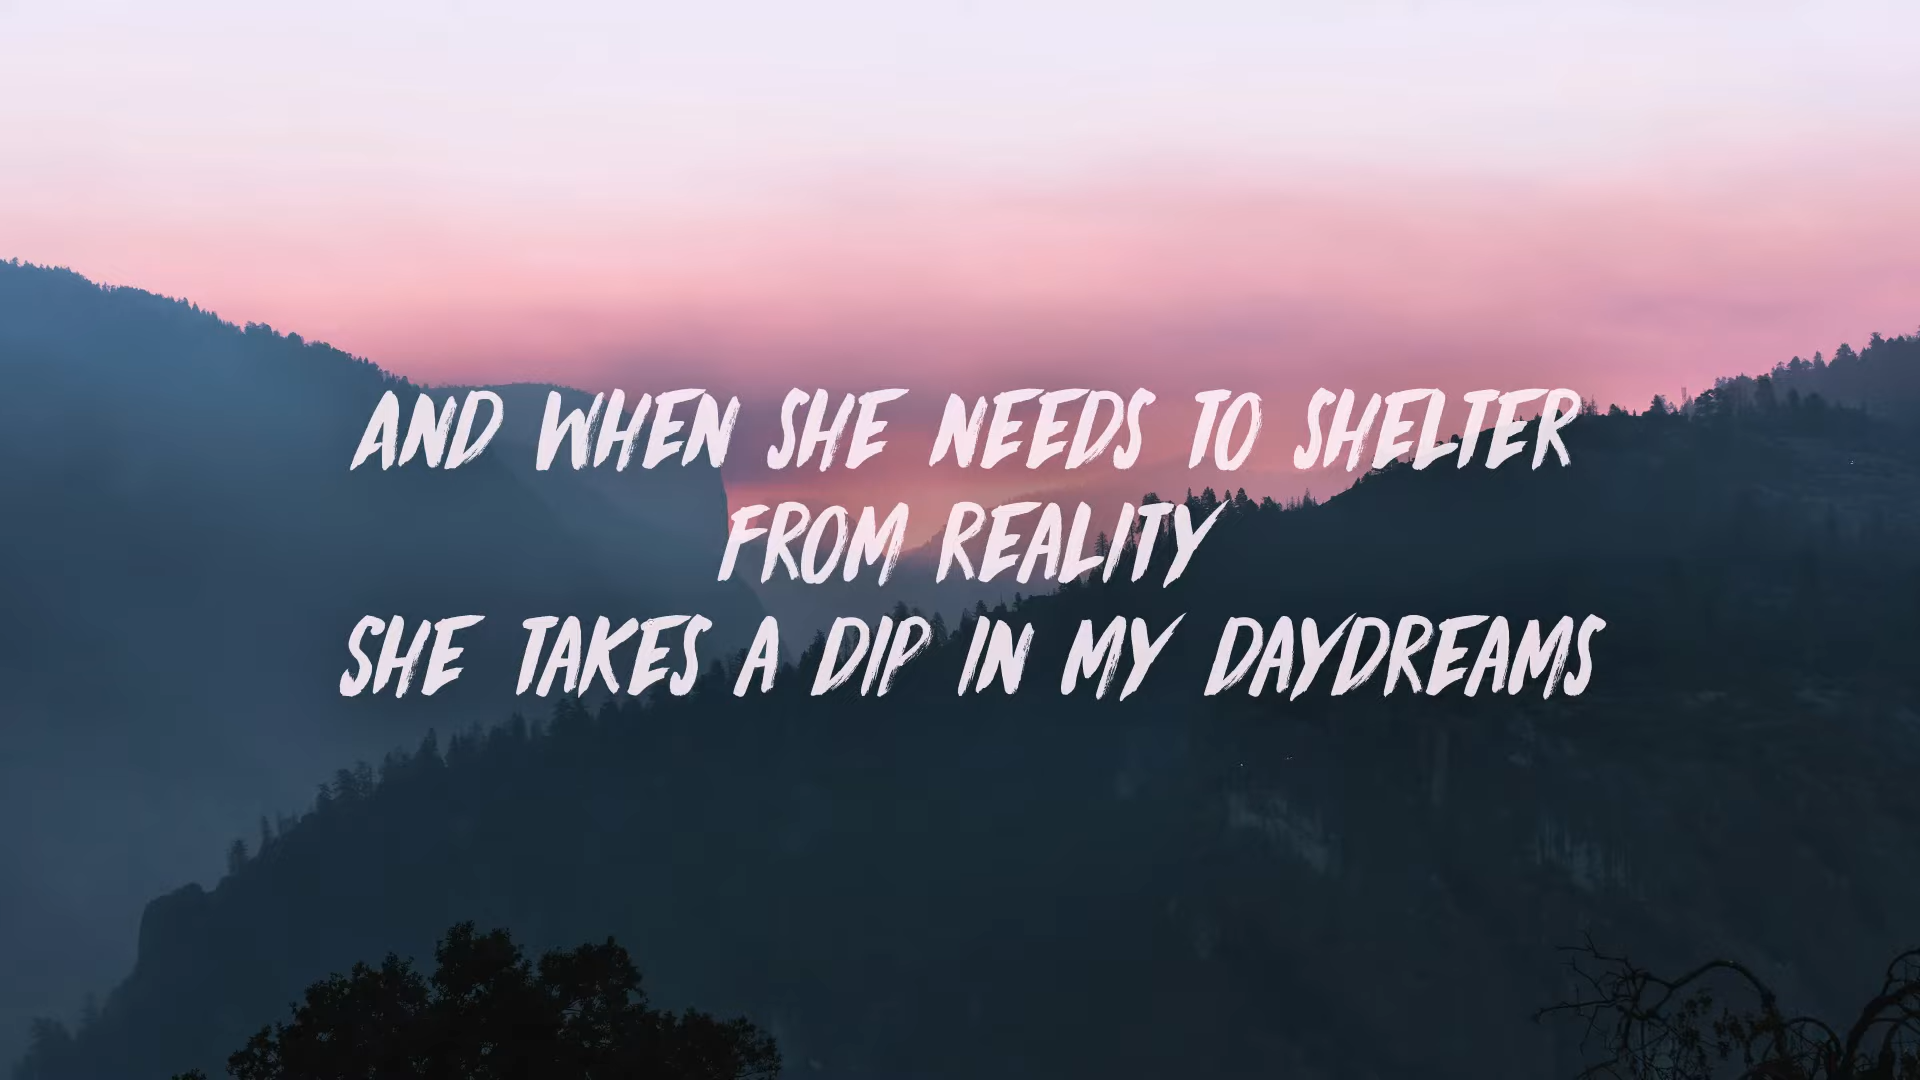 AND WHEN SHE NEEDS TO SHELTER
FROM REALITY
SHE TAKES A DIP IN MY DAYDREAMS